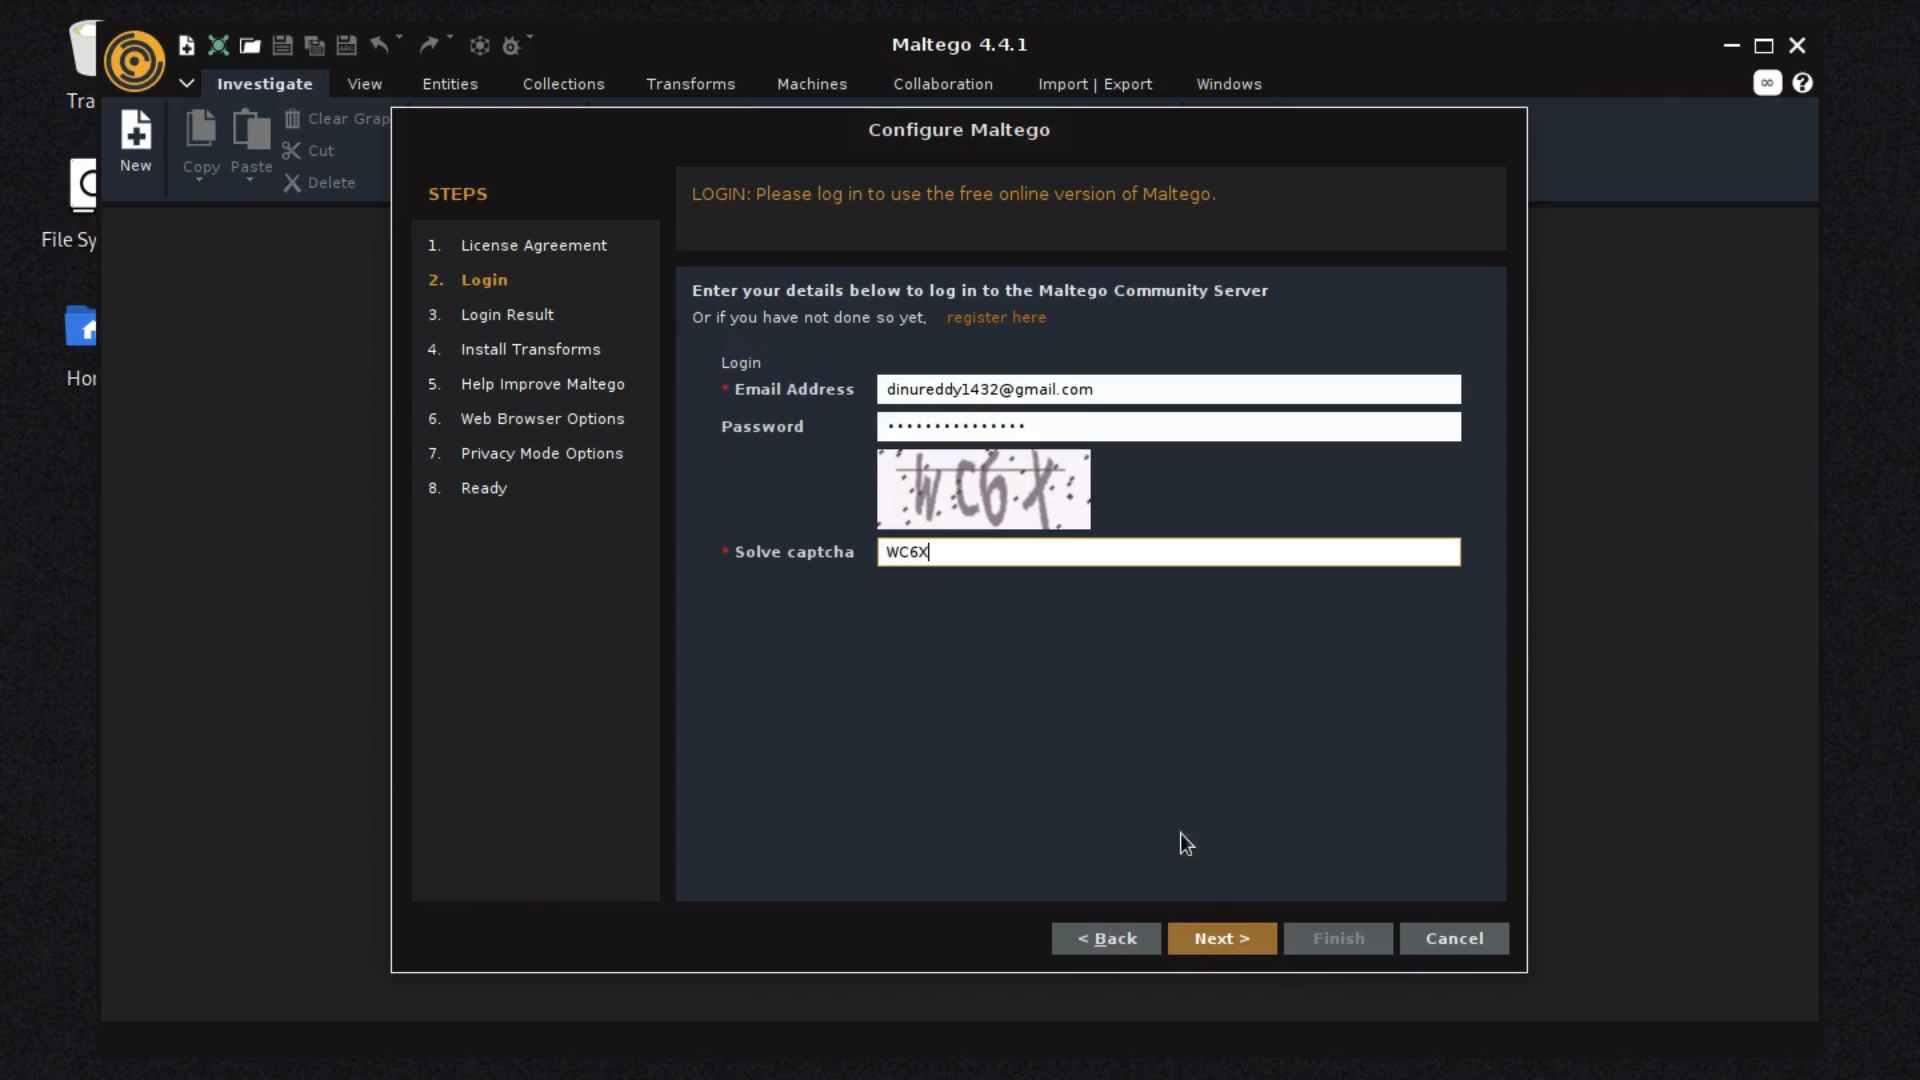 Maltego 4.4.1
Investigate View Entities Collections Transforms Machines Collaboration Import | Export Windows
Tra
New
Copy
Paste
Clear Grap
Cut
Delete
File Sy
Hor
Configure Maltego
STEPS
1. License Agreement
2. Login
3. Login Result
4. Install Transforms
5. Help Improve Maltego
6. Web Browser Options
7. Privacy Mode Options
8. Ready
LOGIN: Please log in to use the free online version of Maltego.
Enter your details below to log in to the Maltego Community Server
Or if you have not done so yet, register here
Login
* Email Address dinureddy1432@gmail.com
Password •••••••••••••••
WC6X
* Solve captcha WC6X
< Back Next > Finish Cancel